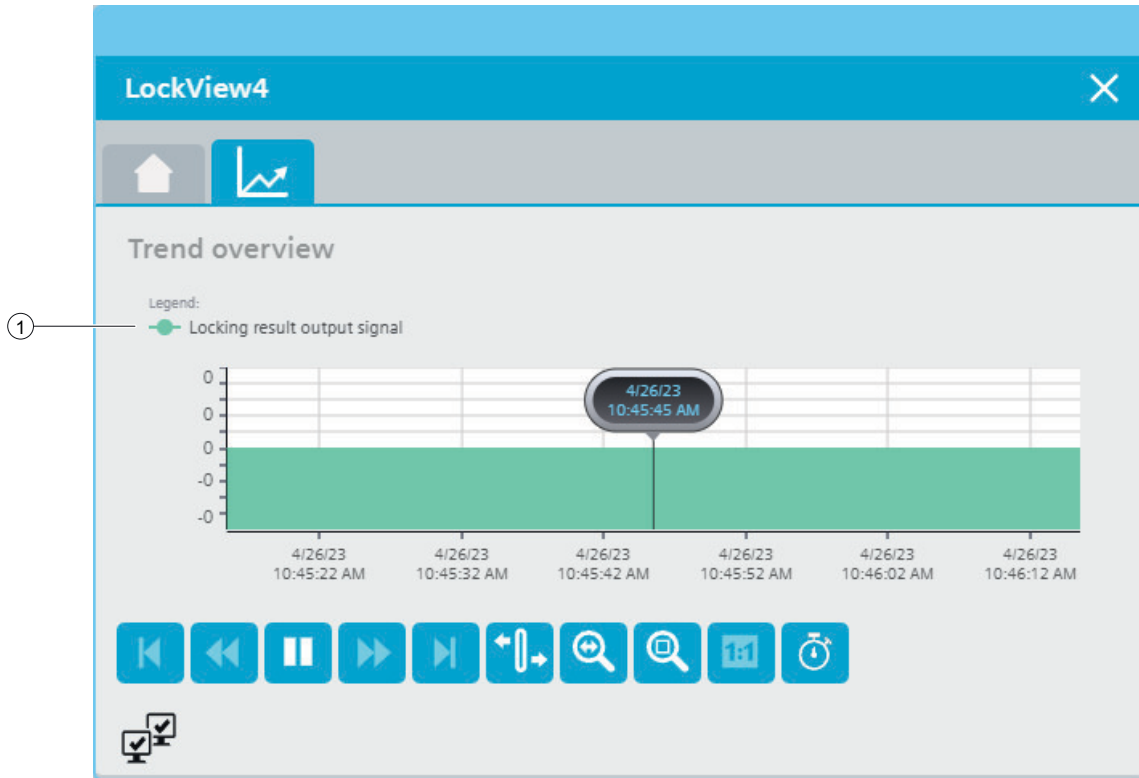 LockView4
Trend overview
Legend:
1
Locking result output signal
0
0
0
-0
-0
4/26/23
10:45:45 AM
4/26/23
10:45:22 AM
4/26/23
10:45:32 AM
4/26/23
10:45:42 AM
4/26/23
10:45:52 AM
4/26/23
10:46:02 AM
4/26/23
10:46:12 AM
1:1